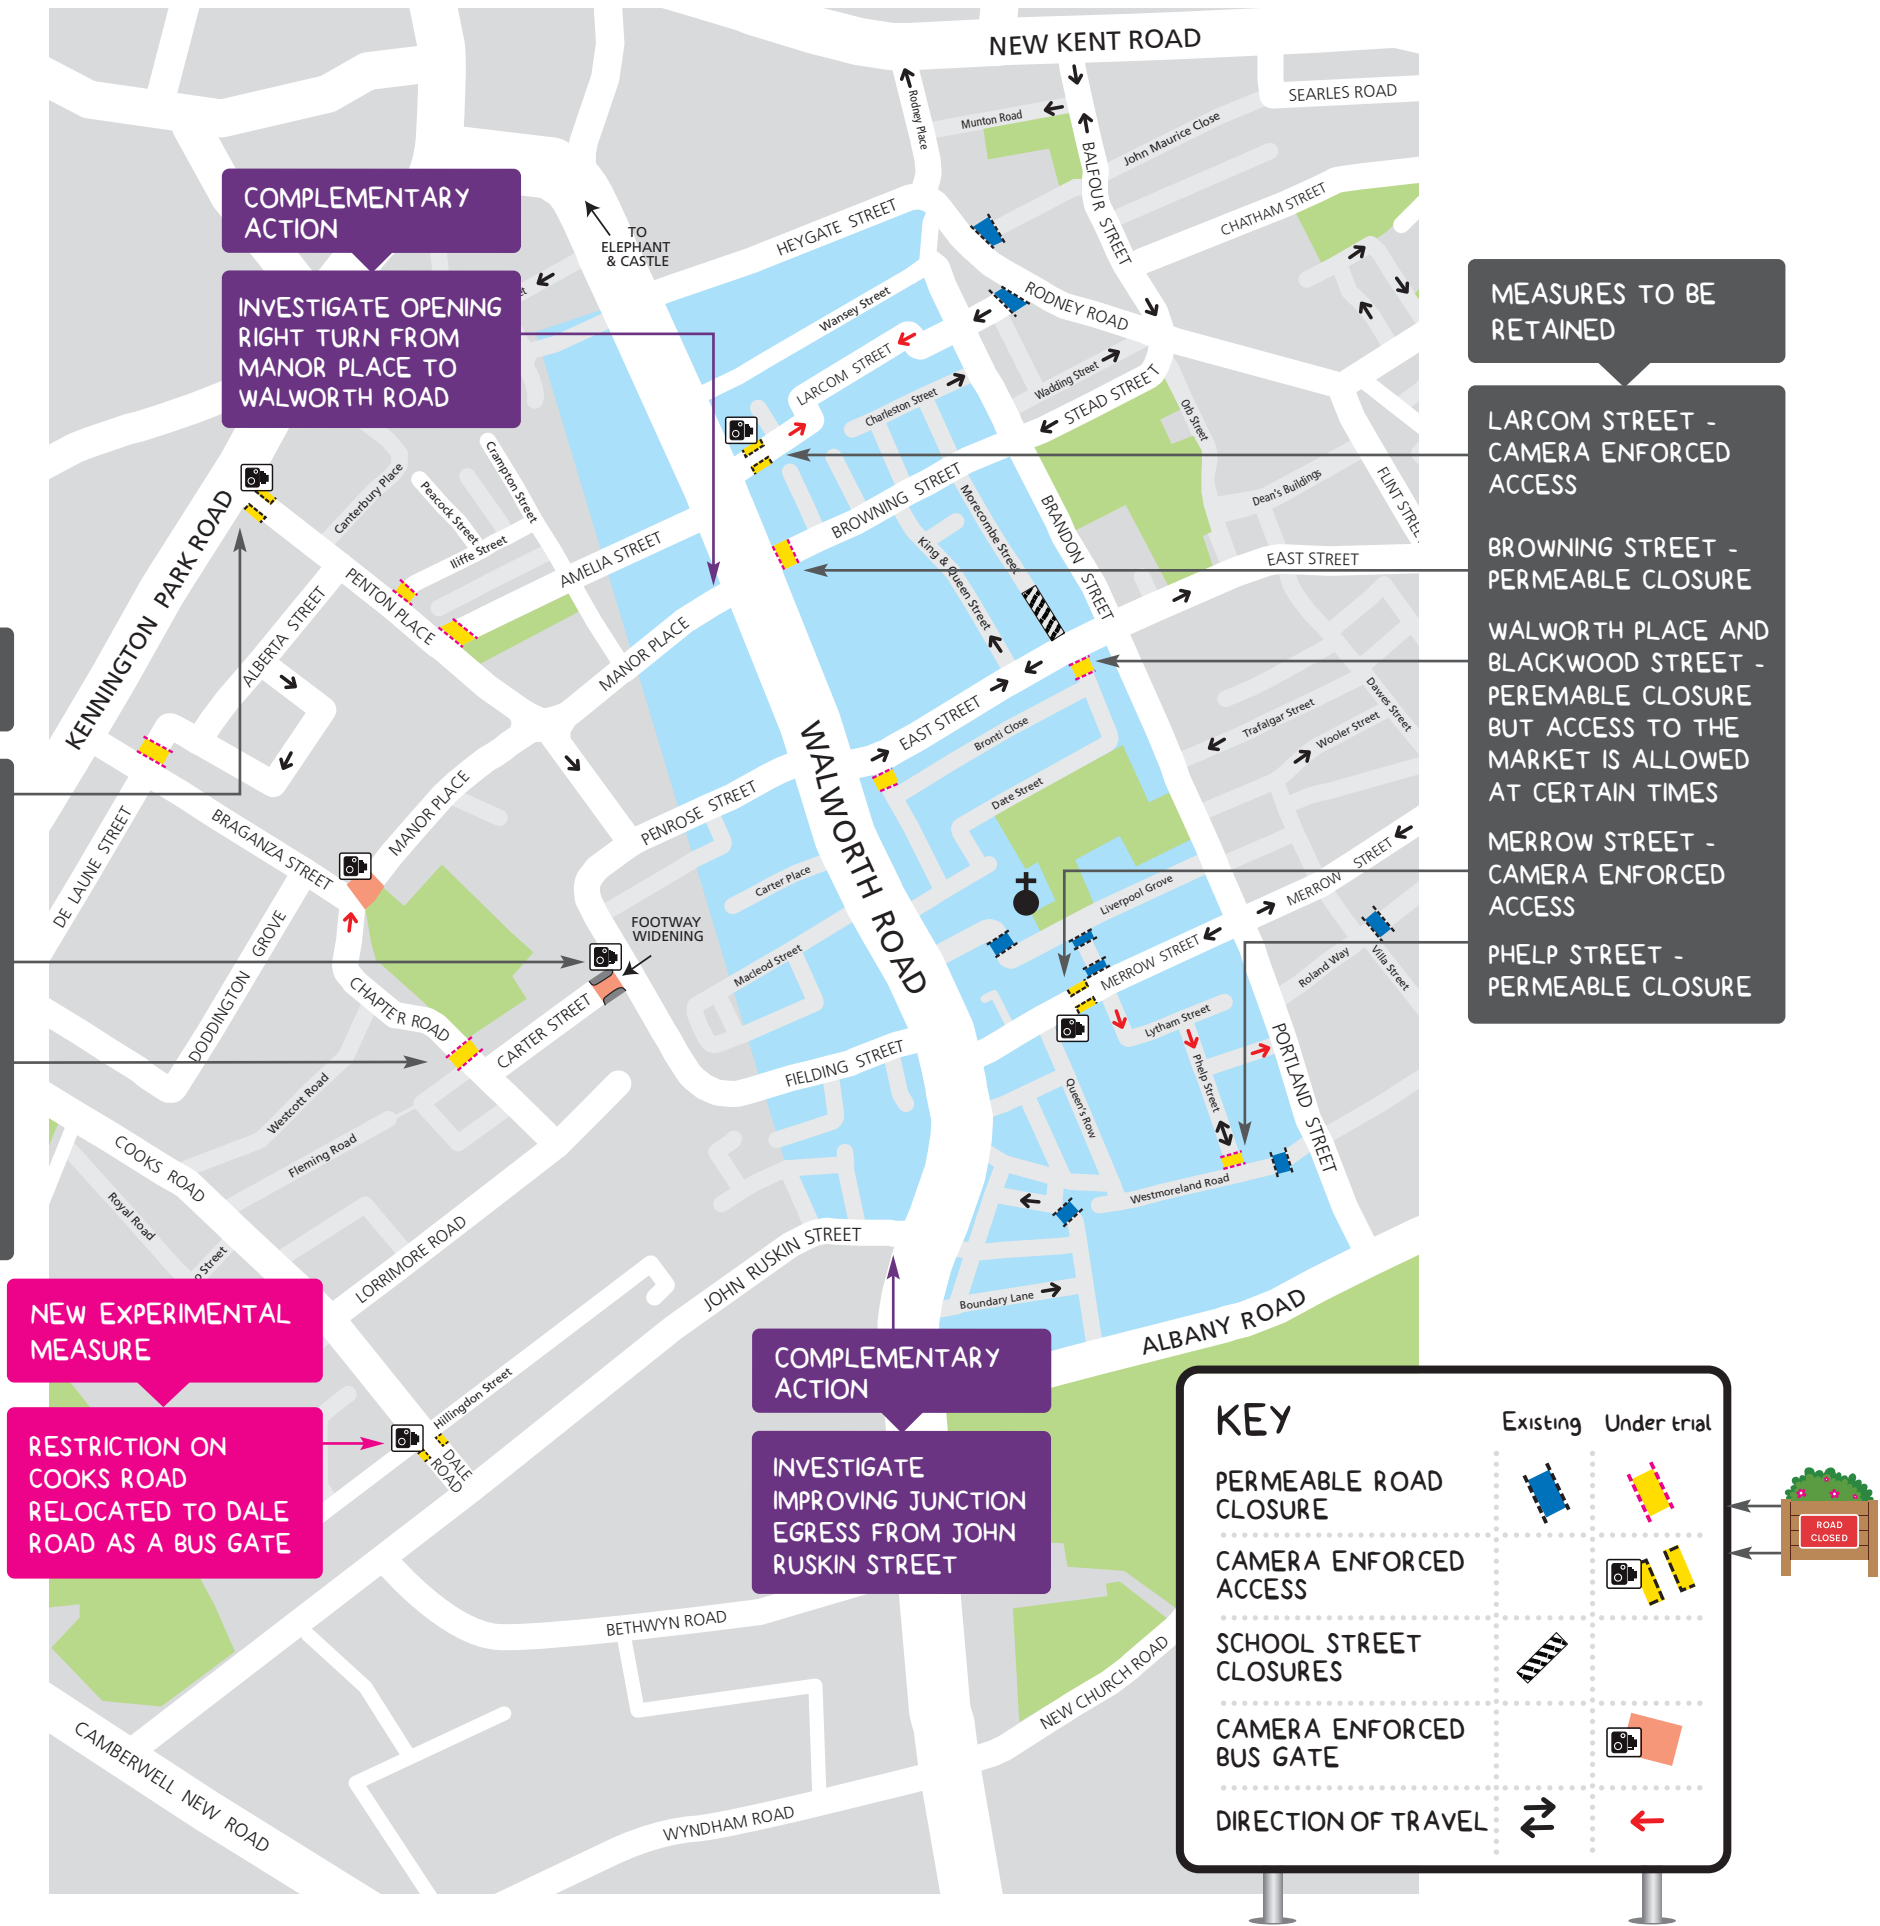 NEW KENT ROAD
SEARLES ROAD
Rodney Place
Munton Road
John Maurice Close
BALFOUR STREET
CHATHAM STREET
COMPLEMENTARY
ACTION
TO
ELEPHANT
& CASTLE
HEYGATE STREET
INVESTIGATE OPENING
RIGHT TURN FROM
MANOR PLACE TO
WALWORTH ROAD
Wansey Street
RODNEY ROAD
LARCOM STREET
Wadding Street
STEAD STREET
Charleston Street
Orb Street
MEASURES TO BE
RETAINED
LARCOM STREET -
CAMERA ENFORCED
ACCESS
BROWNING STREET -
PERMEABLE CLOSURE
WALWORTH PLACE AND
BLACKWOOD STREET -
PEREMABLE CLOSURE
BUT ACCESS TO THE
MARKET IS ALLOWED
AT CERTAIN TIMES
MERROW STREET -
CAMERA ENFORCED
ACCESS
PHELP STREET -
PERMEABLE CLOSURE
Crampton Street
Canterbury Place
Peacock Street
Iliffe Street
KENNINGTON PARK ROAD
BROWNING STREET
Morecombe Street
BRANDON STREET
Dean's Buildings
FLINT STREE
AMELIA STREET
King & Queen Street
EAST STREET
PENTON PLACE
ALBERTA STREET
MANOR PLACE
EAST STREET
Bronti Close
Trafalgar Street
Dawes Street
Wooler Street
WALWORTH ROAD
Date Street
PENROSE STREET
MANOR PLACE
BRAGANZA STREET
DE LAUNE STREET
Carter Place
Liverpool Grove
MERROW STREET
FOOTWAY
WIDENING
DODDINGTON GROVE
Macleod Street
MERROW STREET
Roland Way
Villa Street
CHAPTER ROAD
CARTER STREET
Lytham Street
FIELDING STREET
Phelp Street
PORTLAND STREET
Queen's Row
Westcott Road
Fleming Road
COOKS ROAD
Westmoreland Road
Royal Road
Street
LORRIMORE ROAD
JOHN RUSKIN STREET
Boundary Lane
ALBANY ROAD
NEW EXPERIMENTAL
MEASURE
RESTRICTION ON
COOKS ROAD
RELOCATED TO DALE
ROAD AS A BUS GATE
Hillingdon Street
DALE
ROAD
COMPLEMENTARY
ACTION
INVESTIGATE
IMPROVING JUNCTION
EGRESS FROM JOHN
RUSKIN STREET
BETHWYN ROAD
NEW CHURCH ROAD
CAMBERWELL NEW ROAD
WYNDHAM ROAD
KEY
Existing
Under trial
PERMEABLE ROAD
CLOSURE
CAMERA ENFORCED
ACCESS
SCHOOL STREET
CLOSURES
CAMERA ENFORCED
BUS GATE
DIRECTION OF TRAVEL
ROAD
CLOSED